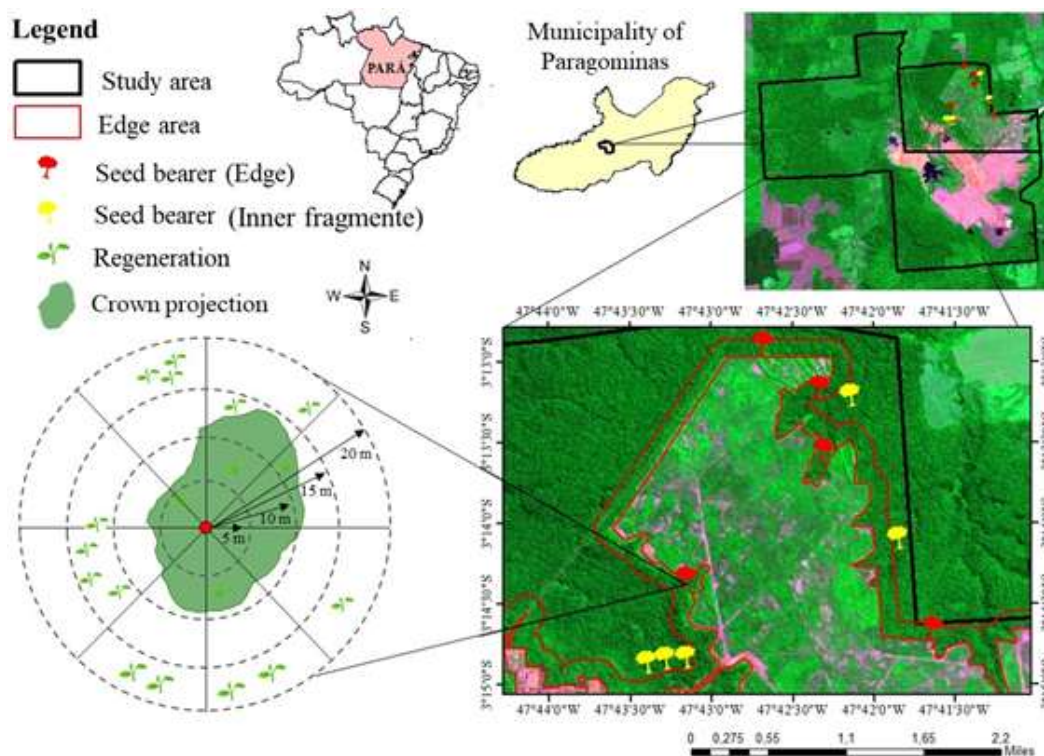 Legend
Study area
Edge area
Seed bearer (Edge)
Seed bearer (Inner fragmente)
Regeneration
Crown projection
PARÁ
Municipality of
Paragominas
N
W E
S
20 m
15 m
10 m
5 m
47°44'0"W 47°43'30"W 47°43'0"W 47°42'30"W 47°42'0"W 47°41'30"W
3°13'0"S
3°13'30"S
3°14'0"S
3°14'30"S
3°15'0"S
47°44'0"W 47°43'30"W 47°43'0"W 47°42'30"W 47°42'0"W 47°41'30"W
0 0.275 0.55 1.1 1.65 2.2
Miles